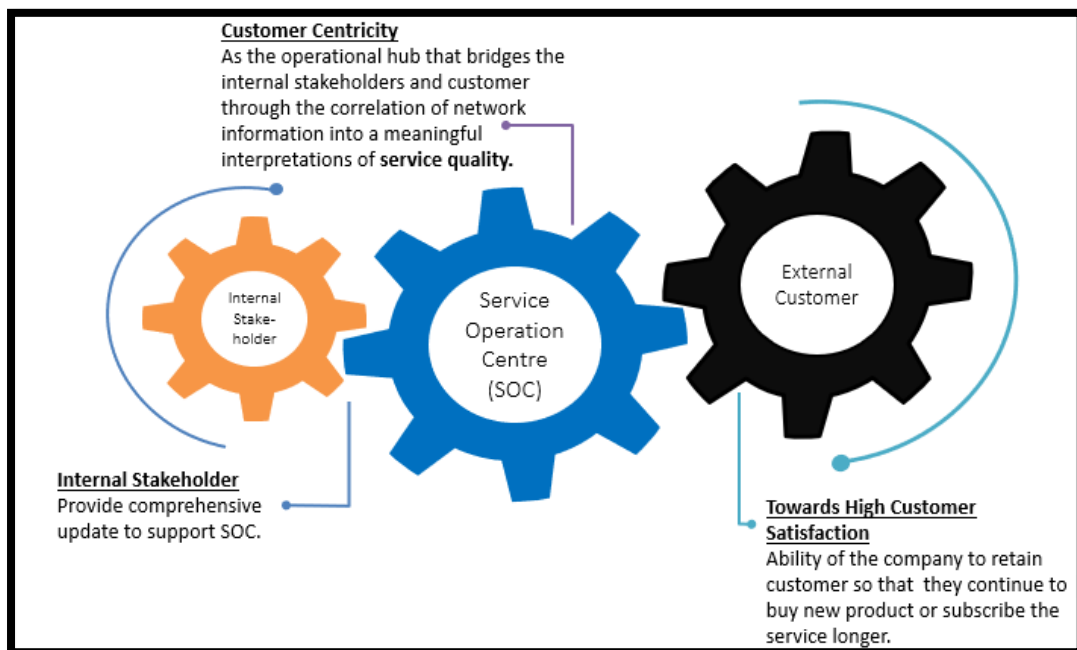 Customer Centricity
As the operational hub that bridges the
internal stakeholders and customer
through the correlation of network
information into a meaningful
interpretations of service quality.
Internal
Stake-
holder
Service
Operation
Centre
(SOC)
External
Customer
Internal Stakeholder
Provide comprehensive
update to support SOC.
Towards High Customer
Satisfaction
Ability of the company to retain
customer so that they continue to
buy new product or subscribe the
service longer.